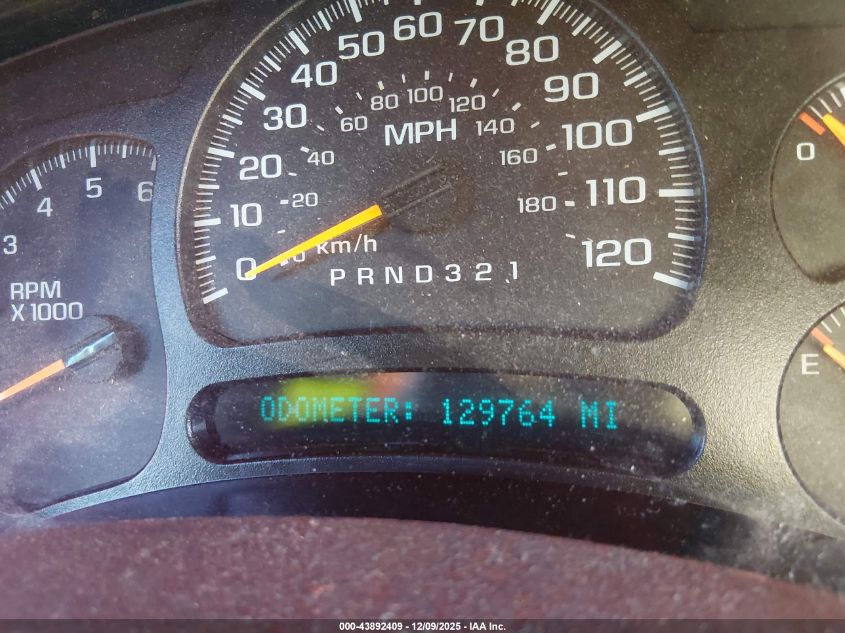 3 4 5 6
RPM
X1000
0 10 20 30 40 50 60 70 80 90 100 110 120
MPH
0 20 40 60 80 100 120 140 160 180
km/h
PRND321
ODOMETER: 129764 MI
0
E
000-43892409 - 12/09/2025 - IAA Inc.